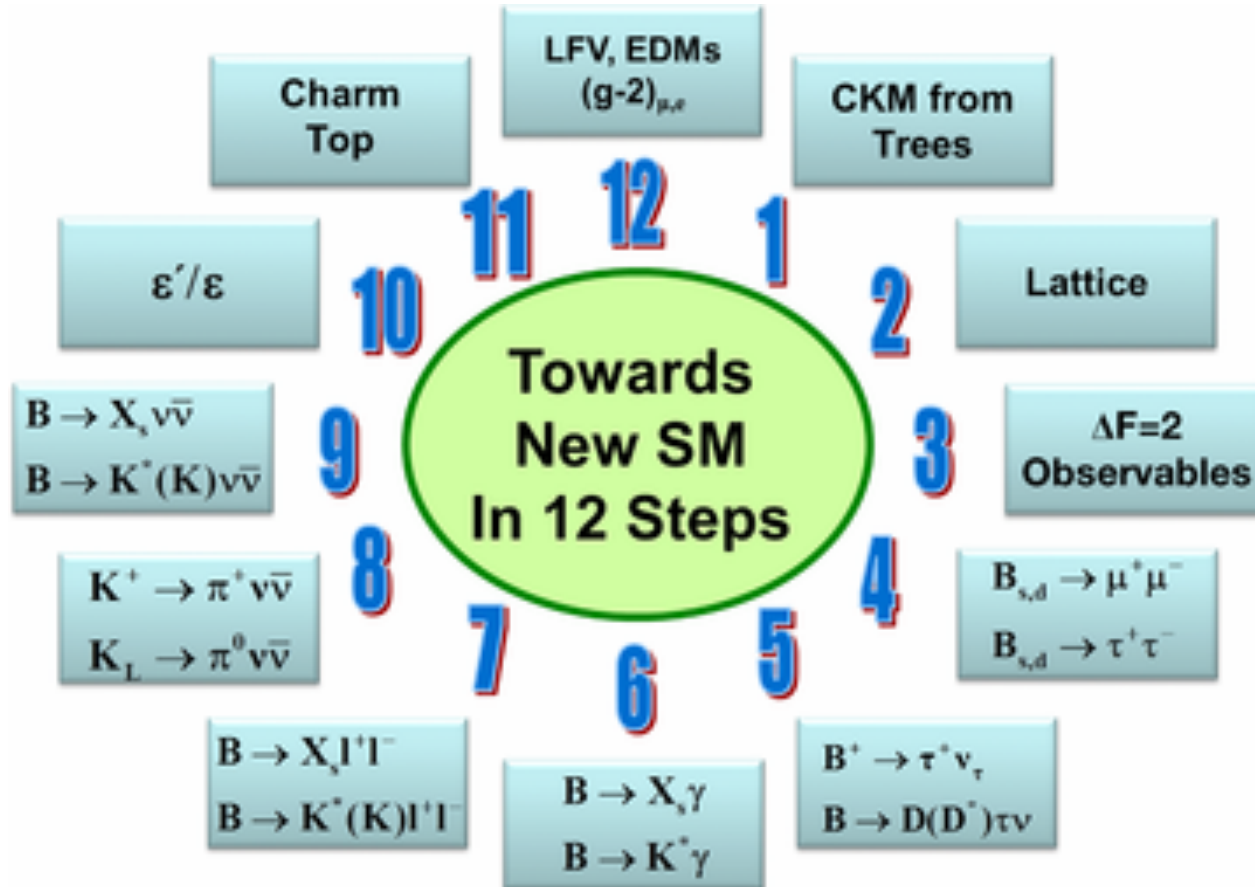 Towards
New SM
In 12 Steps
12
LFV, EDMs
(g-2)μ,e
1
CKM from
Trees
2
Lattice
3
ΔF=2
Observables
4
Bs,d → μ⁺μ⁻
Bs,d → τ⁺τ⁻
5
B⁺ → τ⁺ντ
B → D(D*)τν
6
B → Xsγ
B → K*γ
7
B → Xsl⁺l⁻
B → K*(K)l⁺l⁻
8
K⁺ → π⁺νν̄
KL → π⁰νν̄
9
B → Xsνν̄
B → K*(K)νν̄
10
ε′/ε
11
Charm
Top